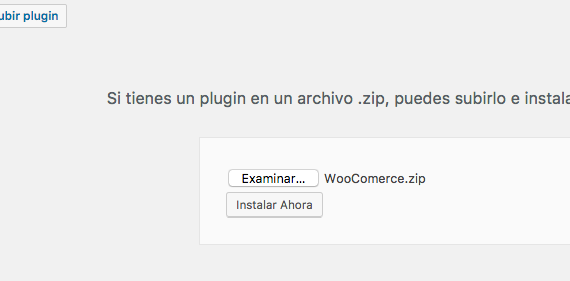 ubir plugin
Si tienes un plugin en un archivo .zip, puedes subirlo e instala
Examinar... WooComerce.zip
Instalar Ahora